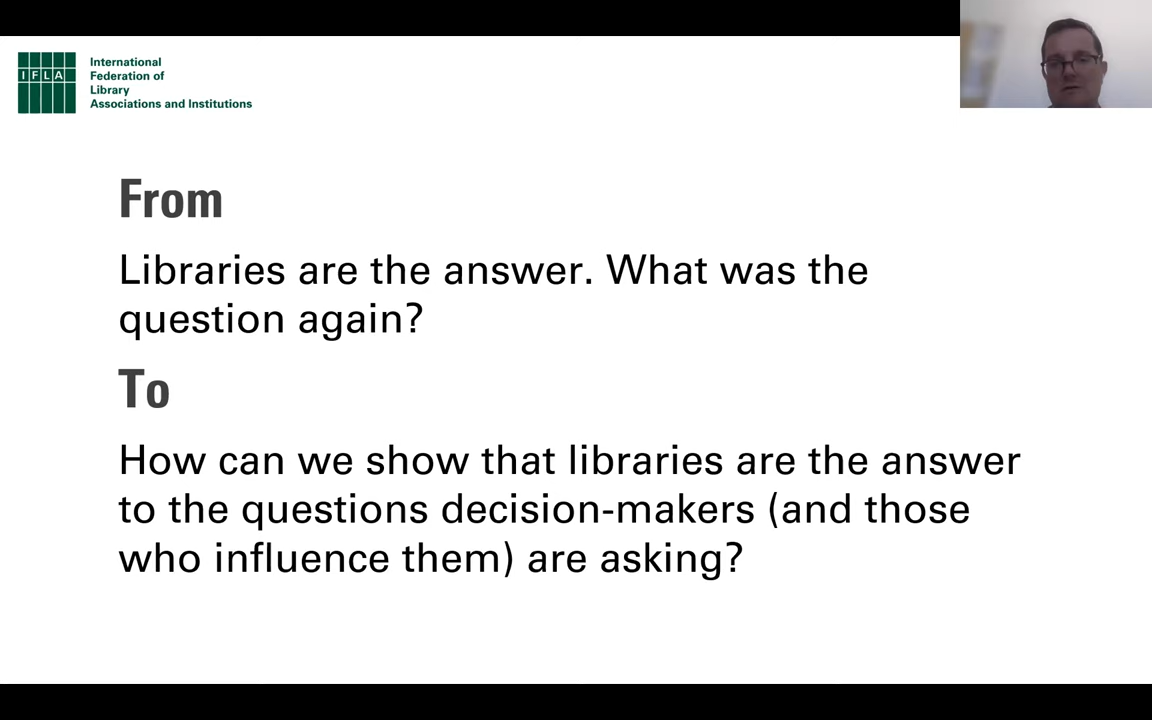 IFLA
International
Federation of
Library
Associations and Institutions
From
Libraries are the answer. What was the
question again?
To
How can we show that libraries are the answer
to the questions decision-makers (and those
who influence them) are asking?